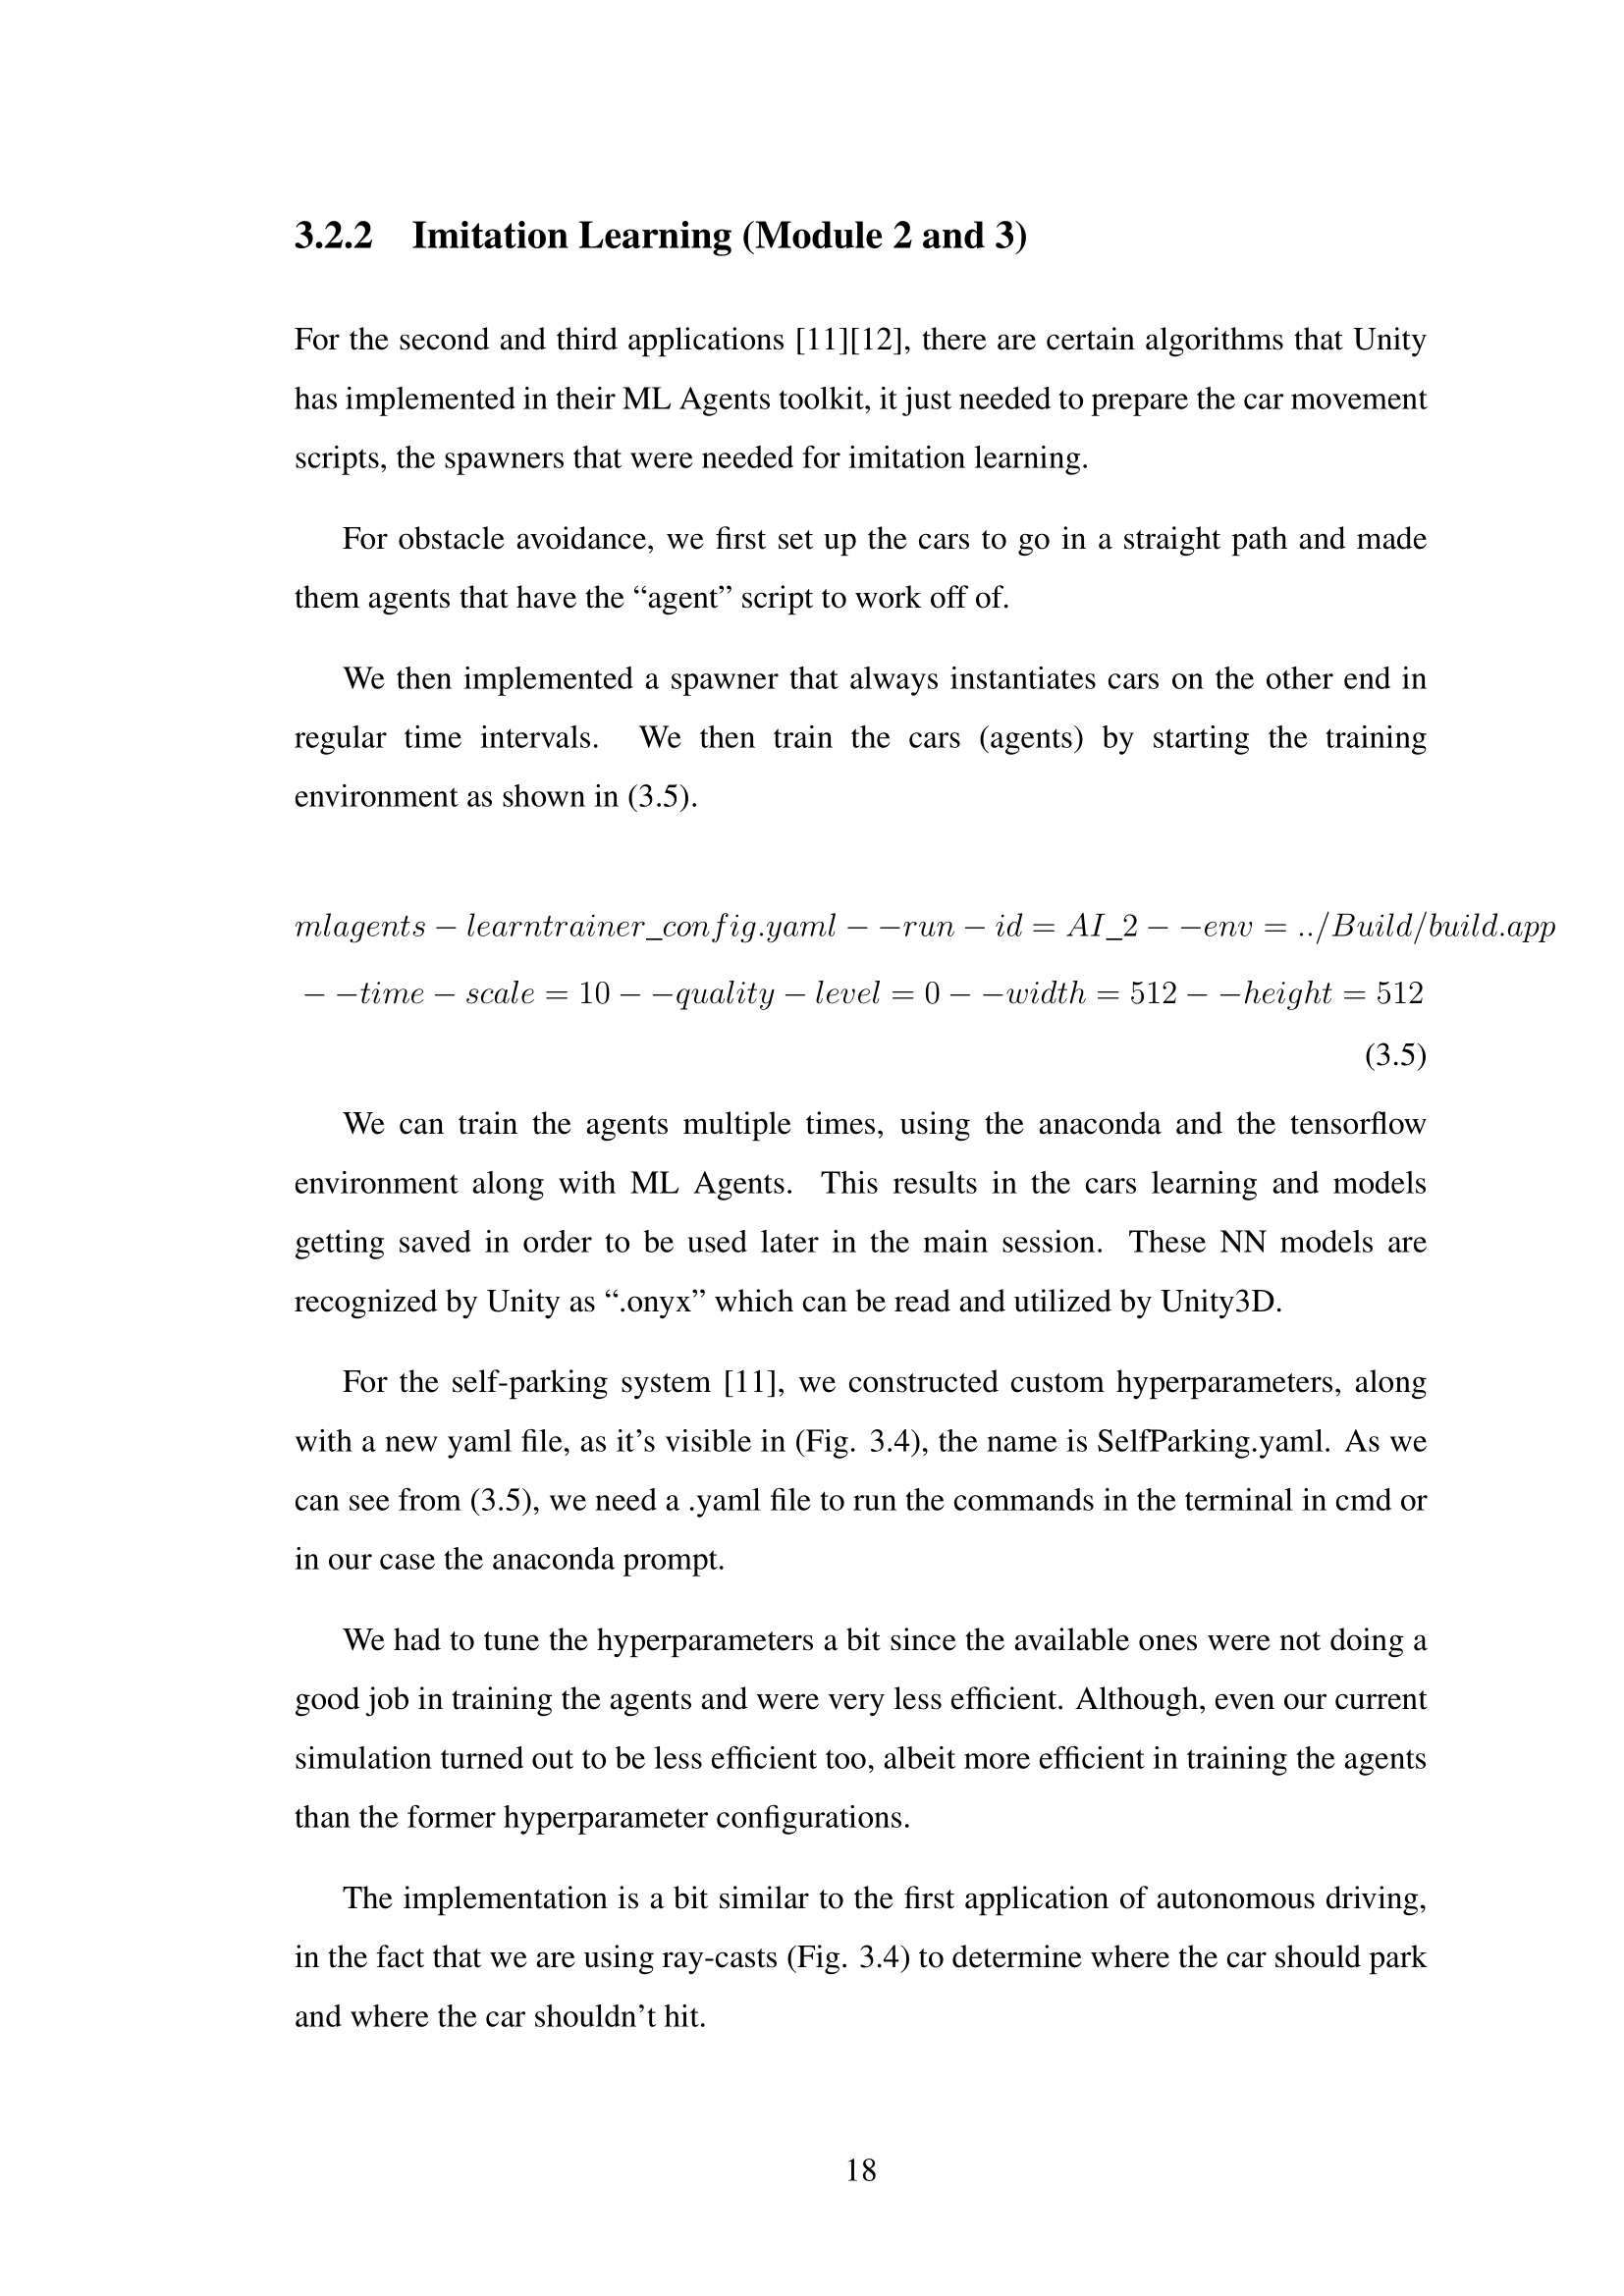 3.2.2 Imitation Learning (Module 2 and 3)
For the second and third applications [11][12], there are certain algorithms that Unity
has implemented in their ML Agents toolkit, it just needed to prepare the car movement
scripts, the spawners that were needed for imitation learning.
For obstacle avoidance, we first set up the cars to go in a straight path and made
them agents that have the “agent” script to work off of.
We then implemented a spawner that always instantiates cars on the other end in
regular time intervals. We then train the cars (agents) by starting the training
environment as shown in (3.5).
mlagents − learntrainer_config.yaml − −run − id = AI_2 − −env = ../Build/build.app
− −time − scale = 10 − −quality − level = 0 − −width = 512 − −height = 512
(3.5)
We can train the agents multiple times, using the anaconda and the tensorflow
environment along with ML Agents. This results in the cars learning and models
getting saved in order to be used later in the main session. These NN models are
recognized by Unity as “.onyx” which can be read and utilized by Unity3D.
For the self-parking system [11], we constructed custom hyperparameters, along
with a new yaml file, as it’s visible in (Fig. 3.4), the name is SelfParking.yaml. As we
can see from (3.5), we need a .yaml file to run the commands in the terminal in cmd or
in our case the anaconda prompt.
We had to tune the hyperparameters a bit since the available ones were not doing a
good job in training the agents and were very less efficient. Although, even our current
simulation turned out to be less efficient too, albeit more efficient in training the agents
than the former hyperparameter configurations.
The implementation is a bit similar to the first application of autonomous driving,
in the fact that we are using ray-casts (Fig. 3.4) to determine where the car should park
and where the car shouldn’t hit.
18